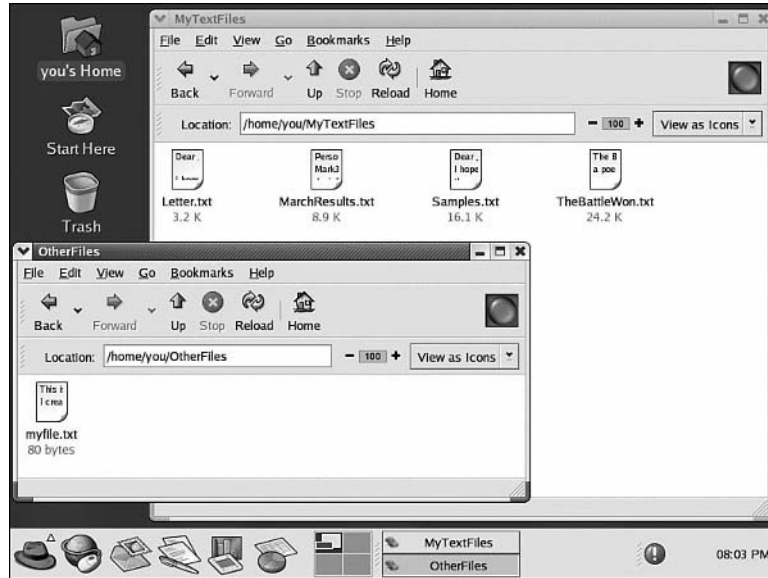 MyTextFiles
File Edit View Go Bookmarks Help
Back Forward Up Stop Reload Home
Location: /home/you/MyTextFiles 100 View as Icons
you's Home
Start Here
Trash
Dear,
I hope
Perso
Mark3
Dear,
I hope
The B
a poe
Letter.txt MarchResults.txt Samples.txt TheBattleWon.txt
3.2 K 8.9 K 16.1 K 24.2 K
OtherFiles
File Edit View Go Bookmarks Help
Back Forward Up Stop Reload Home
Location: /home/you/OtherFiles 100 View as Icons
This i
I crea
myfile.txt
80 bytes
MyTextFiles
OtherFiles
08:03 PM